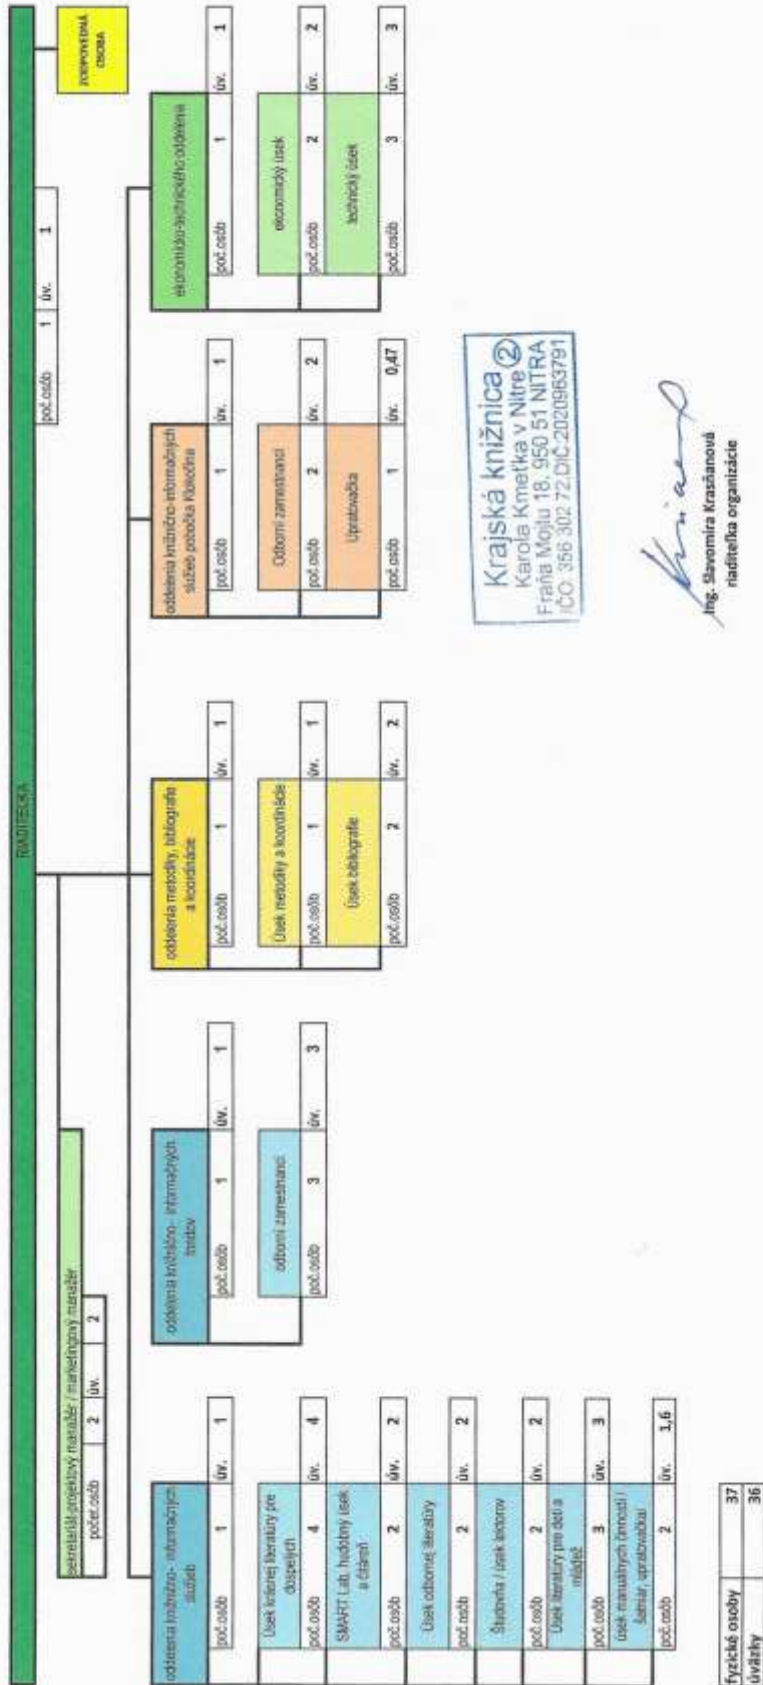 RIADITEĽKA
poč.osôb 1 úv. 1
ZODPOVEDNÁ
OSOBA
sekretariát-projektový manažér / marketingový manažér
počet.osôb 2 úv. 2
oddelenia knižnično- informačných
služieb
poč.osôb 1 úv. 1
Úsek krásnej literatúry pre
dospelých
poč.osôb 4 úv. 4
SMART Lab, hudobný úsek
a čitáreň
poč.osôb 2 úv. 2
Úsek odbornej literatúry
poč.osôb 2 úv. 2
Študovňa / úsek lektorov
poč.osôb 2 úv. 2
Úsek literatúry pre deti a
mládež
poč.osôb 3 úv. 3
úsek manuálnych činností /
šatniar, upratovačka/
poč.osôb 2 úv. 1,6
oddelenia knižnično- informačných
fondov
poč.osôb 1 úv. 1
odborní zamestnanci
poč.osôb 3 úv. 3
oddelenia metodiky, bibliografie
a koordinácie
poč.osôb 1 úv. 1
Úsek metodiky a koordinácie
poč.osôb 1 úv. 1
Úsek bibliografie
poč.osôb 2 úv. 2
oddelenia knižnično-informačných
služieb pobočka Klokočina
poč.osôb 1 úv. 1
Odborní zamestnanci
poč.osôb 2 úv. 2
Upratovačka
poč.osôb 1 úv. 0,47
ekonomicko-technického oddelenia
poč.osôb 1 úv. 1
ekonomický úsek
poč.osôb 2 úv. 2
technický úsek
poč.osôb 3 úv. 3
fyzické osoby 37
úväzky 36
Krajská knižnica 2
Karola Kmeťka v Nitre
Fraňa Mojtu 18, 950 51 NITRA
IČO: 356 302 72,DIČ:2020963791
Ing. Slavomíra Krasňanová
riaditeľka organizácie